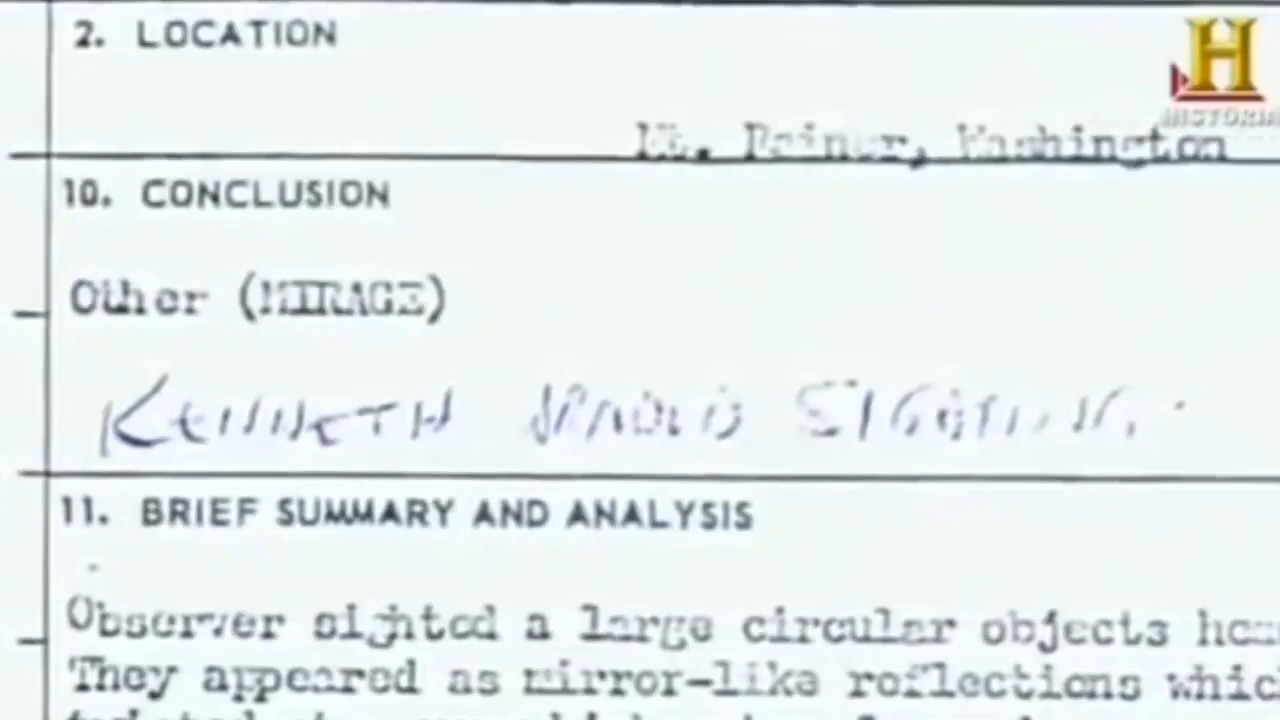 2. LOCATION
H
HISTORIA
Mt. Rainer, Washington
10. CONCLUSION
Other (MIRAGE)
KENNETH ARNOLD SIGHTING.
11. BRIEF SUMMARY AND ANALYSIS
Observer sighted a large circular objects
They appeared as mirror-like reflections